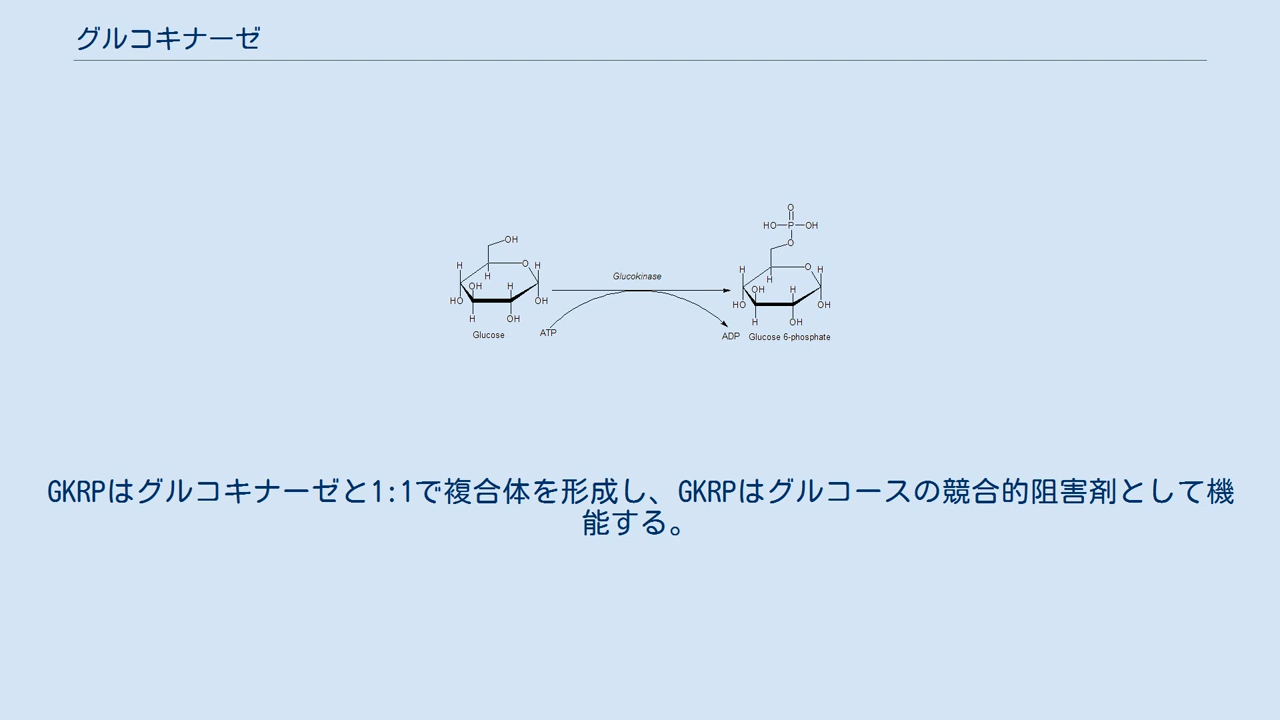 グルコキナーゼ
O
HO P OH
O
OH
H O H
H
OH H
HO OH
H OH
Glucose
Glucokinase
ATP
ADP
H O H
H
OH H
HO OH
H OH
Glucose 6-phosphate
GKRPはグルコキナーゼと1:1で複合体を形成し、GKRPはグルコースの競合的阻害剤として機
能する。